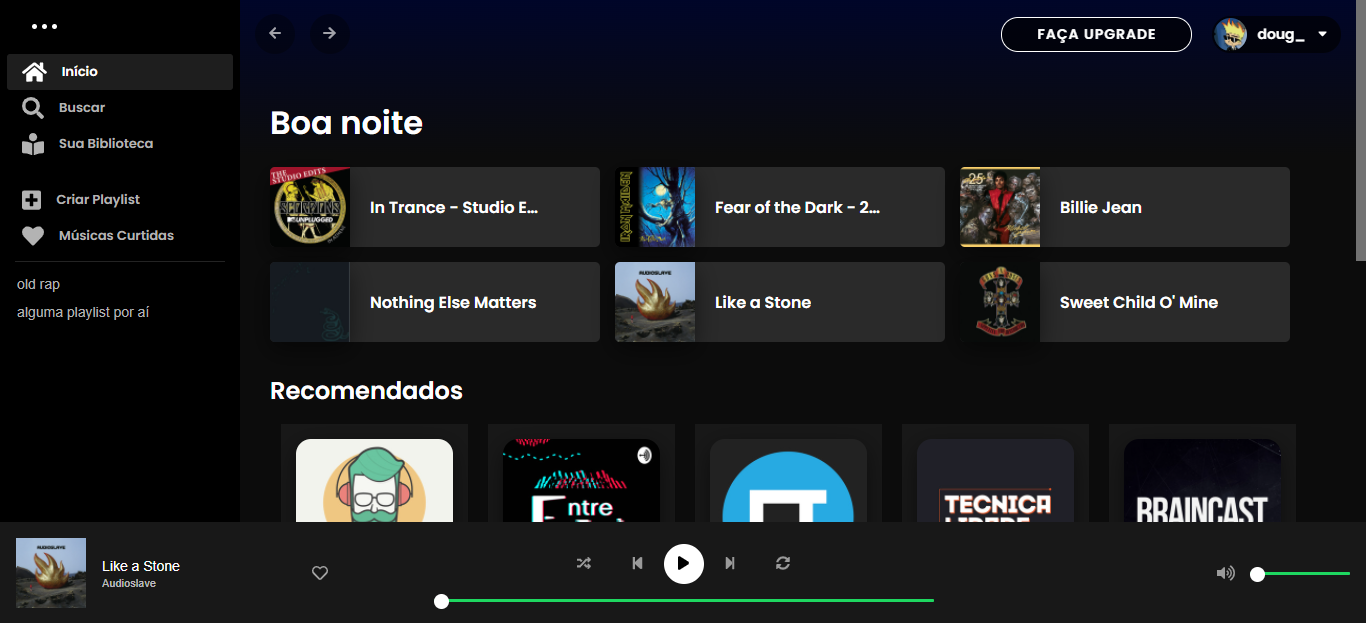 Início
Buscar
Sua Biblioteca
Criar Playlist
Músicas Curtidas
old rap
alguma playlist por aí
FAÇA UPGRADE
doug_
Boa noite
THE STUDIO EDITS
SCORPIONS
MTV UNPLUGGED
In Trance - Studio E...
IRON MAIDEN
Fear of the Dark - 2...
25
Billie Jean
Nothing Else Matters
AUDIOSLAVE
Like a Stone
Sweet Child O' Mine
Recomendados
Entre
TECNICA
BRAINCAST
AUDIOSLAVE
Like a Stone
Audioslave